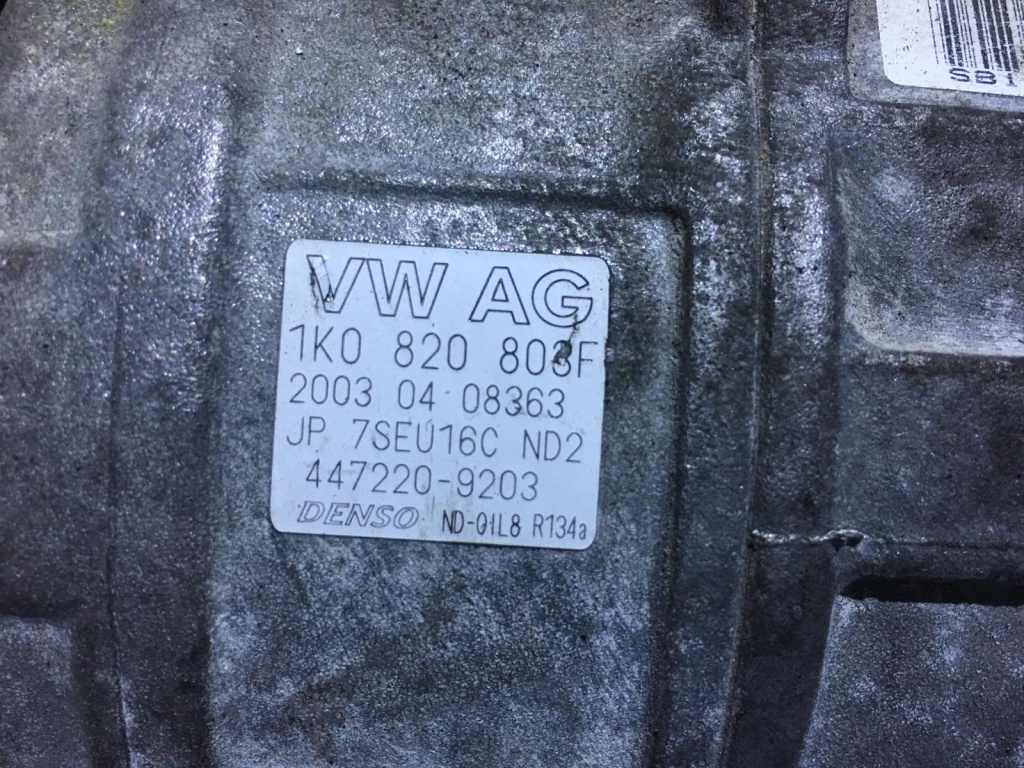 SB1
VW AG
1K0 820 803F
2003 04 08363
JP 7SEU16C ND2
447220-9203
DENSO ND-OIL8 R134a